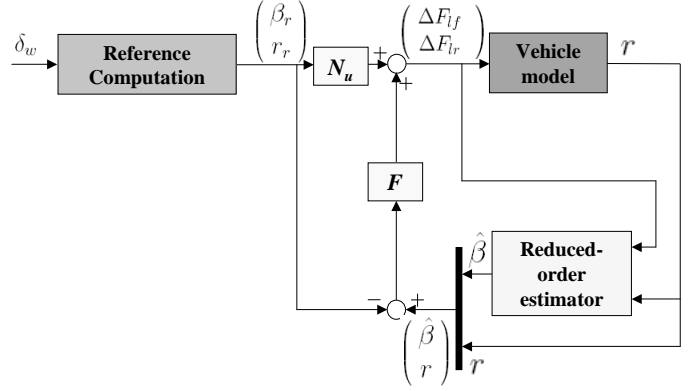 δ_w
Reference
Computation
β_r
r_r
N_u
+
+
ΔF_lf
ΔF_lr
Vehicle
model
r
F
Reduced-
order
estimator
β̂
−
+
β̂
r
r